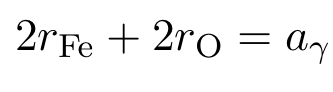 2r_Fe + 2r_O = a_γ